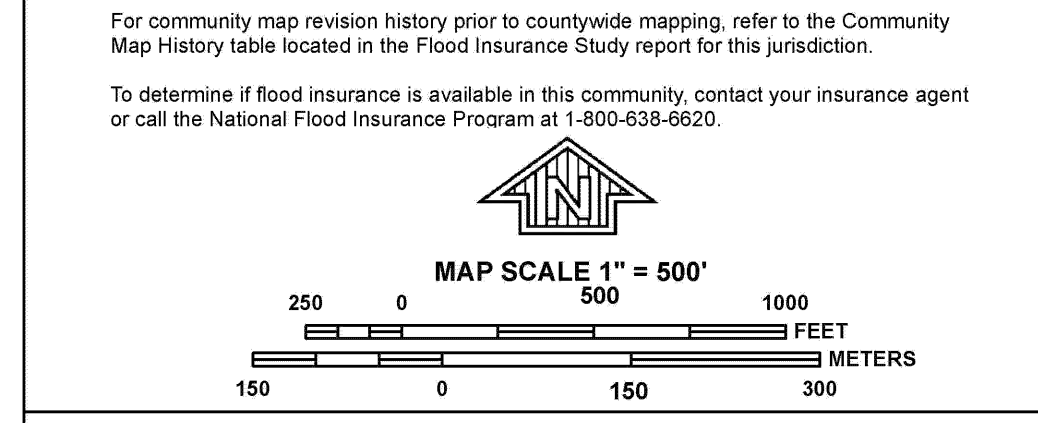 For community map revision history prior to countywide mapping, refer to the Community
Map History table located in the Flood Insurance Study report for this jurisdiction.
To determine if flood insurance is available in this community, contact your insurance agent
or call the National Flood Insurance Program at 1-800-638-6620.
N
MAP SCALE 1" = 500'
250 0 500 1000
FEET
METERS
150 0 150 300